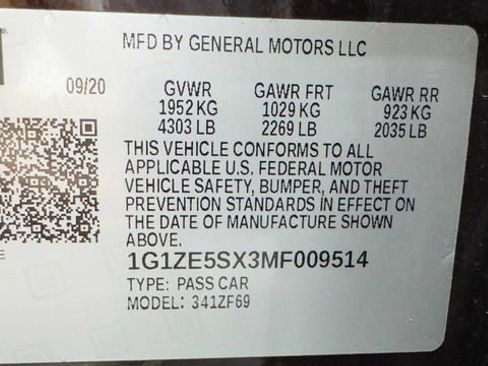 MFD BY GENERAL MOTORS LLC
09/20 GVWR GAWR FRT GAWR RR
1952 KG 1029 KG 923 KG
4303 LB 2269 LB 2035 LB
THIS VEHICLE CONFORMS TO ALL
APPLICABLE U.S. FEDERAL MOTOR
VEHICLE SAFETY, BUMPER, AND THEFT
PREVENTION STANDARDS IN EFFECT ON
THE DATE OF MANUFACTURE SHOWN
ABOVE.
1G1ZE5SX3MF009514
TYPE: PASS CAR
MODEL: 341ZF69